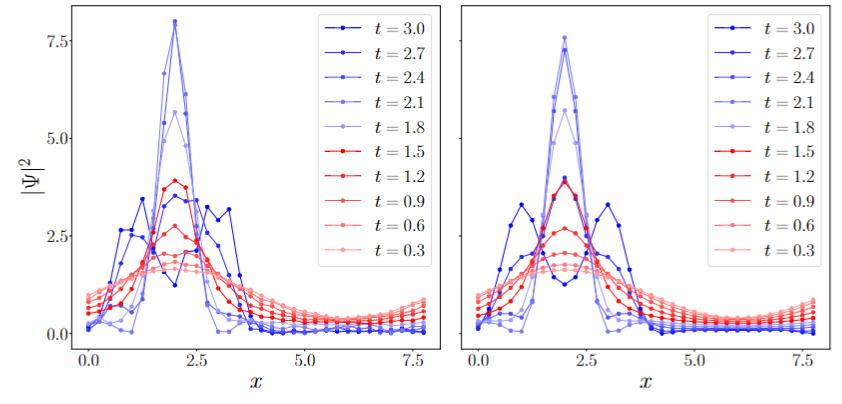 |Ψ|²
7.5
5.0
2.5
0.0
0.0 2.5 5.0 7.5
x
t = 3.0
t = 2.7
t = 2.4
t = 2.1
t = 1.8
t = 1.5
t = 1.2
t = 0.9
t = 0.6
t = 0.3
0.0 2.5 5.0 7.5
x
t = 3.0
t = 2.7
t = 2.4
t = 2.1
t = 1.8
t = 1.5
t = 1.2
t = 0.9
t = 0.6
t = 0.3